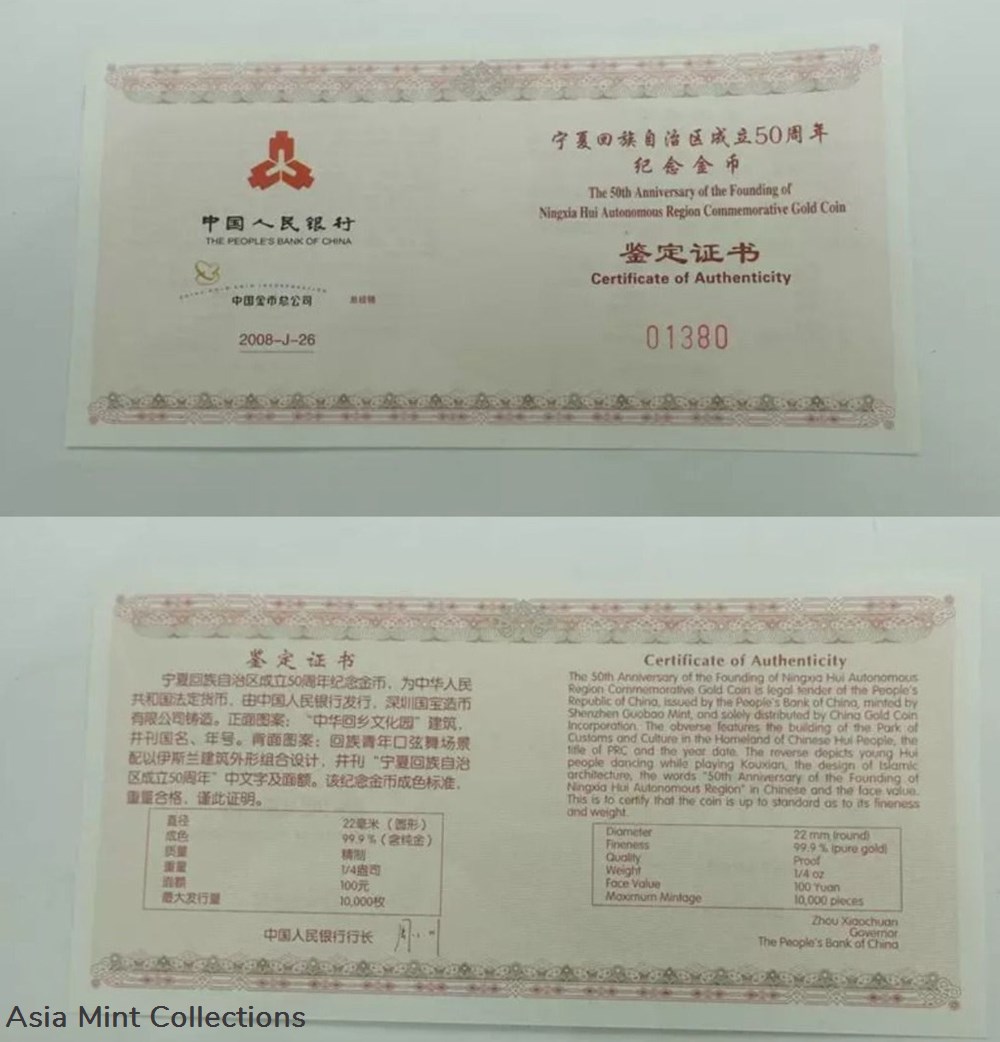 中国人民银行
THE PEOPLE'S BANK OF CHINA
CHINA GOLD COIN INCORPORATION
中国金币总公司 总经销
2008-J-26
宁夏回族自治区成立50周年
纪念金币
The 50th Anniversary of the Founding of
Ningxia Hui Autonomous Region Commemorative Gold Coin
鉴定证书
Certificate of Authenticity
01380
鉴定证书
宁夏回族自治区成立50周年纪念金币，为中华人民
共和国法定货币，由中国人民银行发行，深圳国宝造币
有限公司铸造。正面图案：“中华回乡文化园”建筑，
并刊国名、年号。背面图案：回族青年口弦舞场景
配以伊斯兰建筑外形组合设计，并刊“宁夏回族自治
区成立50周年”中文字及面额。该纪念金币成色标准，
重量合格，谨此证明。
直径 22毫米（圆形）
成色 99.9%（含纯金）
质量 精制
重量 1/4盎司
面额 100元
最大发行量 10,000枚
中国人民银行行长
Certificate of Authenticity
The 50th Anniversary of the Founding of Ningxia Hui Autonomous
Region Commemorative Gold Coin is legal tender of the People's
Republic of China, issued by the People's Bank of China, minted by
Shenzhen Guobao Mint, and solely distributed by China Gold Coin
Incorporation. The obverse features the building of the Park of
Customs and Culture in the Homeland of Chinese Hui People, the
title of PRC and the year date. The reverse depicts young Hui
people dancing while playing Kouxian, the design of Islamic
architecture, the words "50th Anniversary of the Founding of
Ningxia Hui Autonomous Region" in Chinese and the face value.
This is to certify that the coin is up to standard as to its fineness
and weight.
Diameter 22 mm (round)
Fineness 99.9 % (pure gold)
Quality Proof
Weight 1/4 oz
Face Value 100 Yuan
Maximum Mintage 10,000 pieces
Zhou Xiaochuan
Governor
The People's Bank of China
Asia Mint Collections